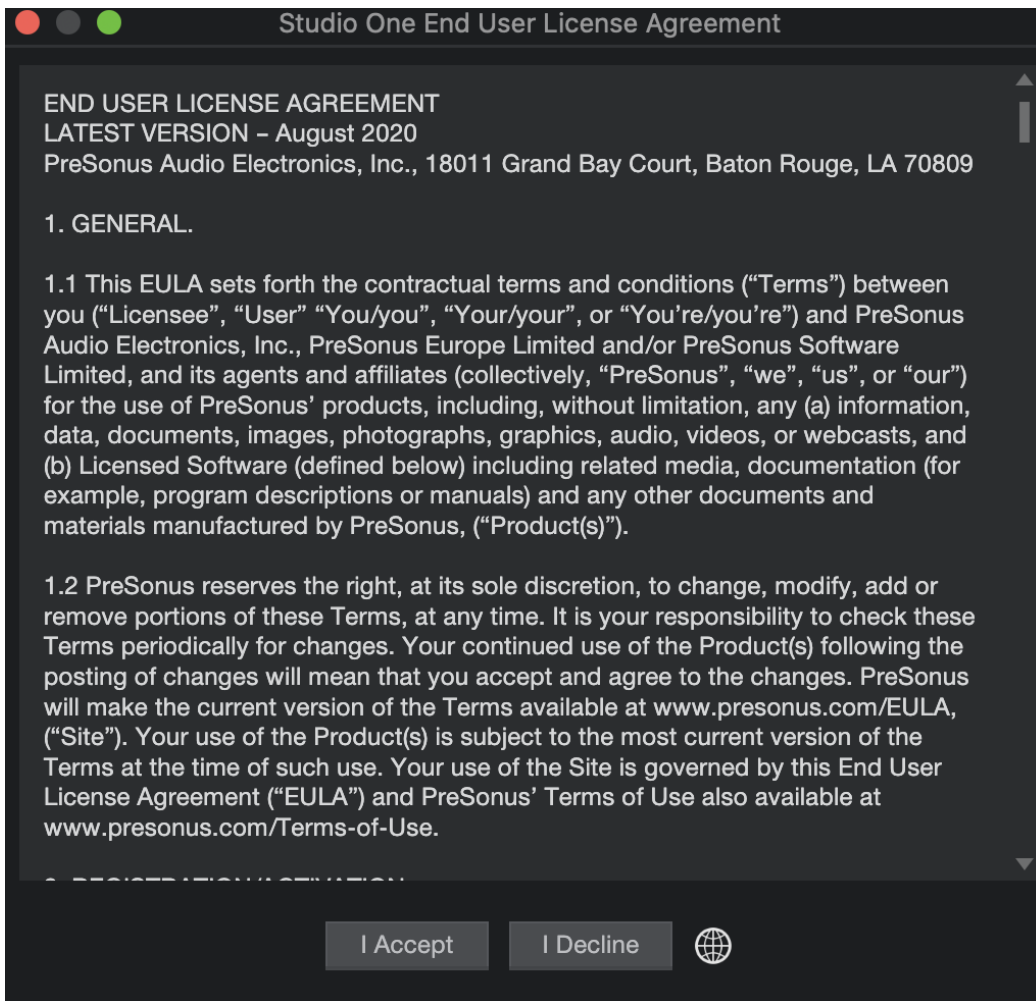 Studio One End User License Agreement
END USER LICENSE AGREEMENT
LATEST VERSION – August 2020
PreSonus Audio Electronics, Inc., 18011 Grand Bay Court, Baton Rouge, LA 70809
1. GENERAL.
1.1 This EULA sets forth the contractual terms and conditions (“Terms”) between
you (“Licensee”, “User” “You/you”, “Your/your”, or “You’re/you’re”) and PreSonus
Audio Electronics, Inc., PreSonus Europe Limited and/or PreSonus Software
Limited, and its agents and affiliates (collectively, “PreSonus”, “we”, “us”, or “our”)
for the use of PreSonus’ products, including, without limitation, any (a) information,
data, documents, images, photographs, graphics, audio, videos, or webcasts, and
(b) Licensed Software (defined below) including related media, documentation (for
example, program descriptions or manuals) and any other documents and
materials manufactured by PreSonus, (“Product(s)”).
1.2 PreSonus reserves the right, at its sole discretion, to change, modify, add or
remove portions of these Terms, at any time. It is your responsibility to check these
Terms periodically for changes. Your continued use of the Product(s) following the
posting of changes will mean that you accept and agree to the changes. PreSonus
will make the current version of the Terms available at www.presonus.com/EULA,
(“Site”). Your use of the Product(s) is subject to the most current version of the
Terms at the time of such use. Your use of the Site is governed by this End User
License Agreement (“EULA”) and PreSonus’ Terms of Use also available at
www.presonus.com/Terms-of-Use.
I Accept
I Decline